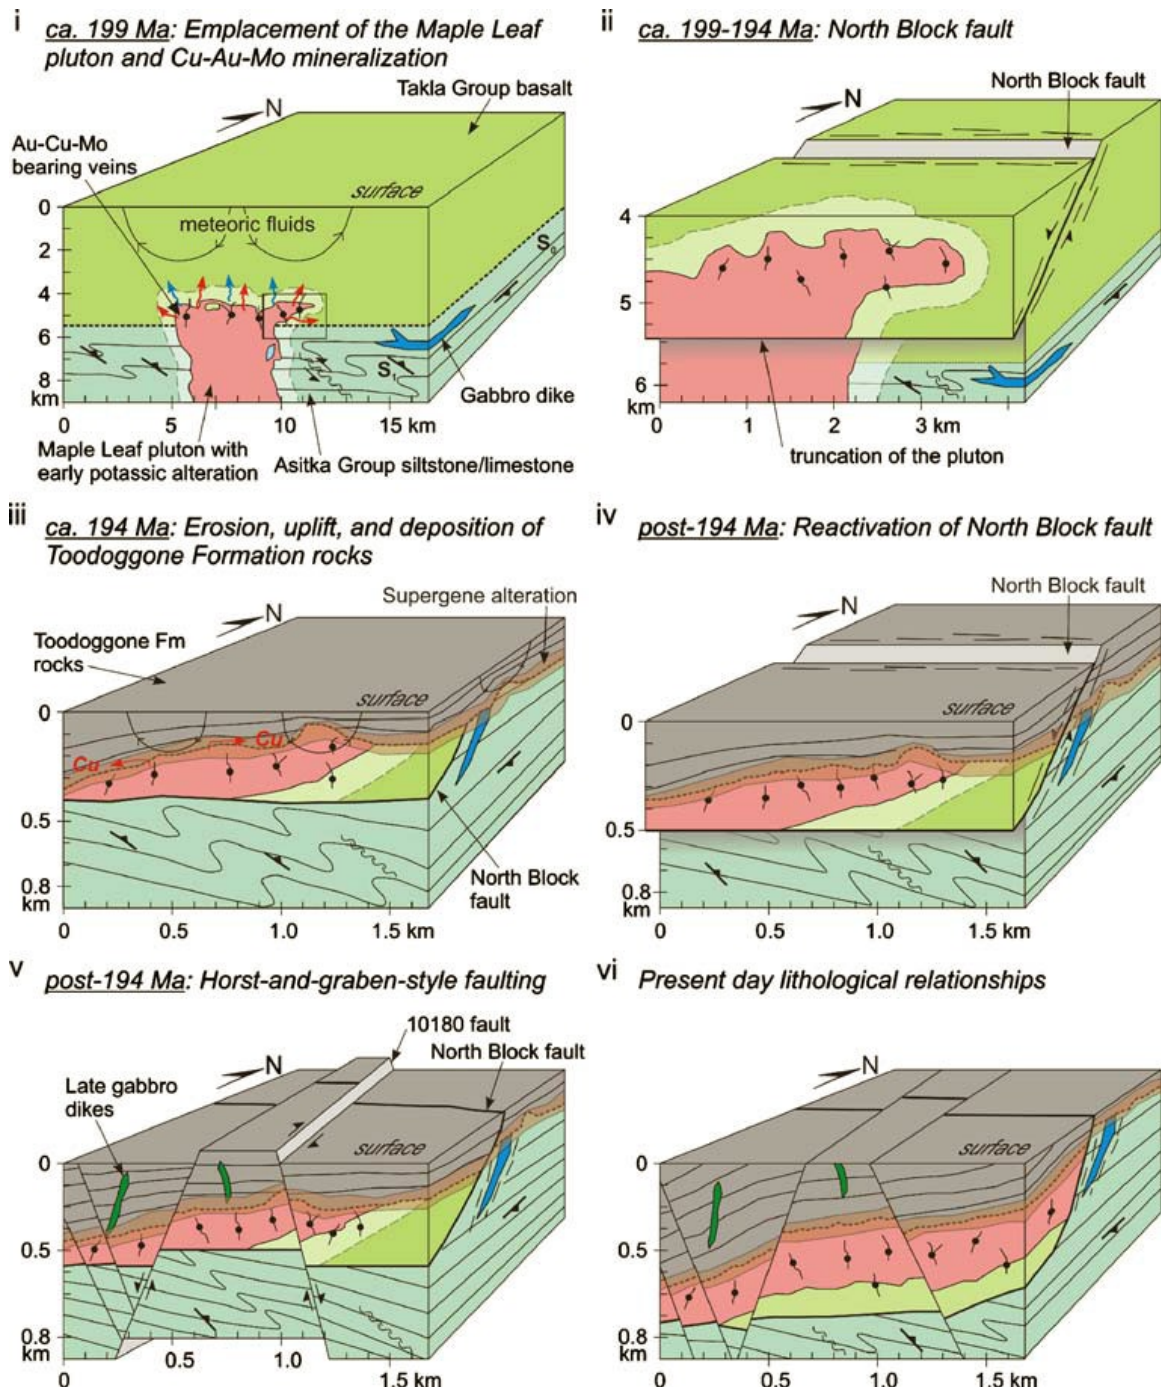 i
ca. 199 Ma: Emplacement of the Maple Leaf
pluton and Cu-Au-Mo mineralization
Takla Group basalt
N
Au-Cu-Mo
bearing veins
surface
meteoric fluids
0
2
4
6
8
km
S₀
S₁
5
10
15 km
Gabbro dike
Maple Leaf pluton with
early potassic alteration
Asitka Group siltstone/limestone
ii
ca. 199-194 Ma: North Block fault
North Block fault
N
4
5
6
km
1
2
3 km
truncation of the pluton
iii
ca. 194 Ma: Erosion, uplift, and deposition of
Toodoggone Formation rocks
Supergene alteration
N
Toodoggone Fm
rocks
surface
Cu
Cu
0
0.5
0.8
km
0
0.5
1.0
1.5 km
North Block
fault
iv
post-194 Ma: Reactivation of North Block fault
North Block fault
N
surface
0
0.5
0.8
km
0
0.5
1.0
1.5 km
v
post-194 Ma: Horst-and-graben-style faulting
10180 fault
North Block fault
N
Late gabbro
dikes
surface
0
0.5
0.8
km
0.5
1.0
1.5 km
vi
Present day lithological relationships
N
surface
0
0.5
0.8
km
0.5
1.0
1.5 km